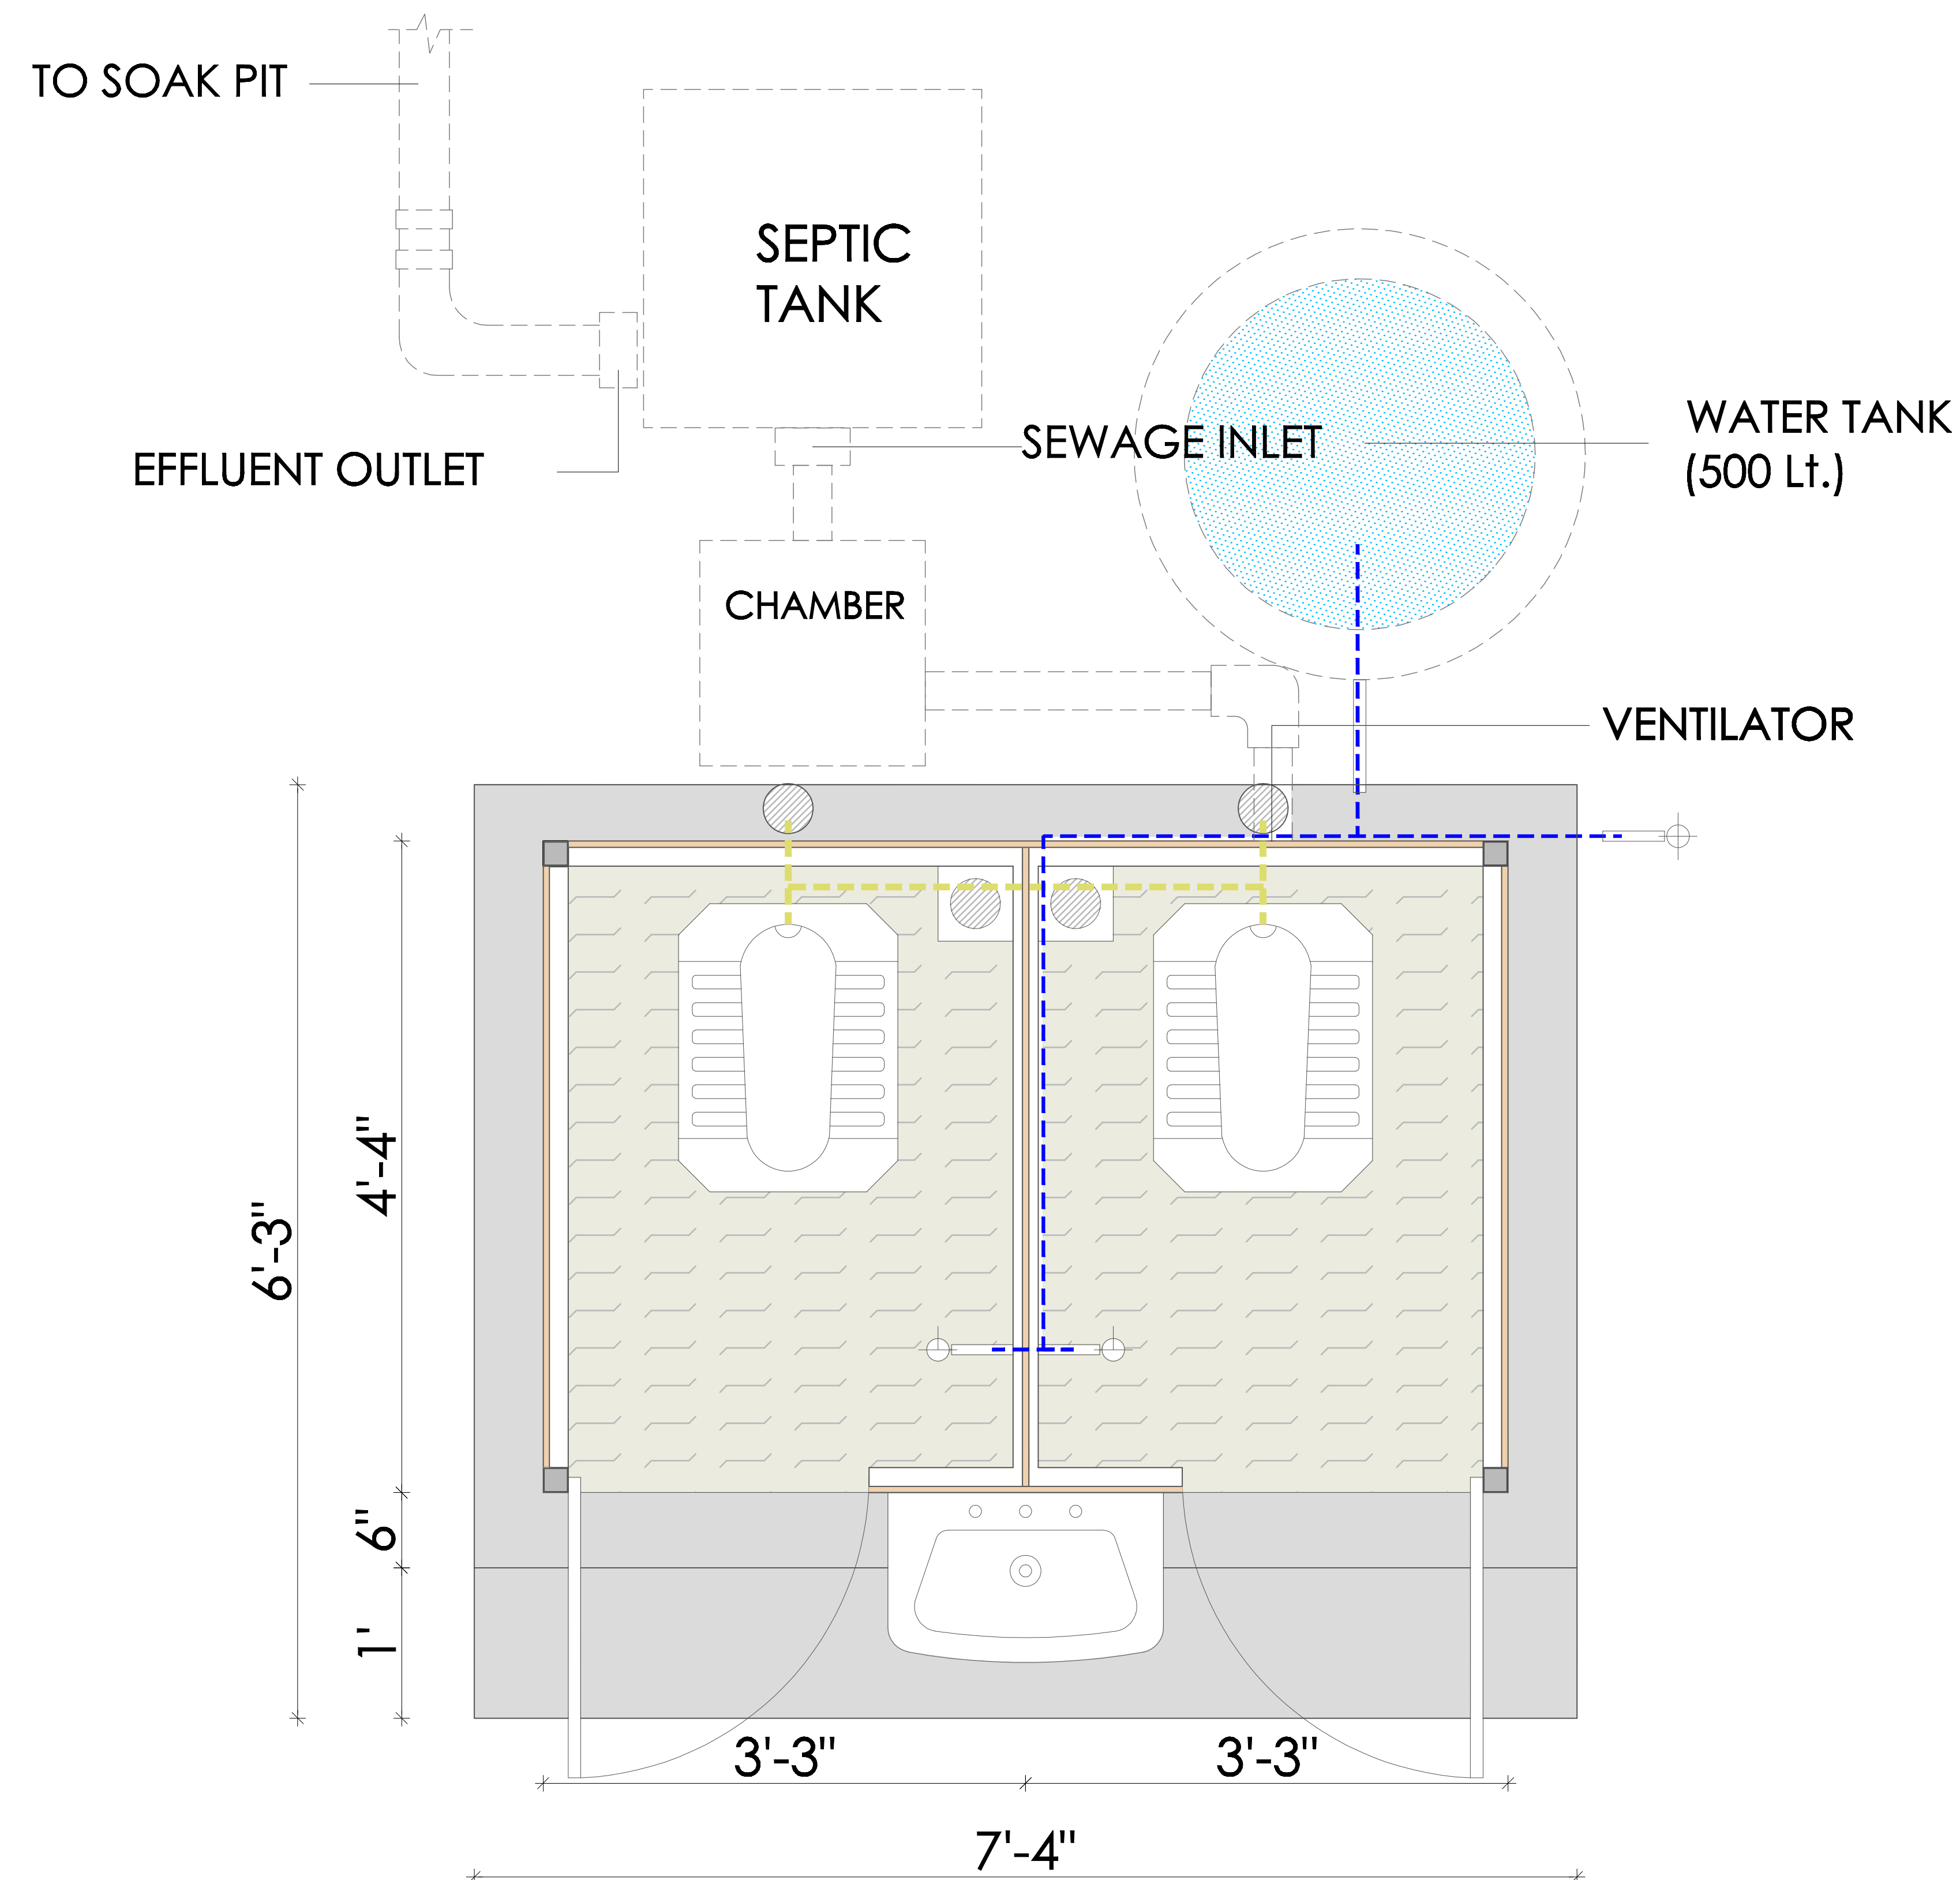 TO SOAK PIT
SEPTIC
TANK
EFFLUENT OUTLET
SEWAGE INLET
WATER TANK
(500 Lt.)
CHAMBER
VENTILATOR
4'-4"
6'-3"
6"
1'
3'-3"
3'-3"
7'-4"